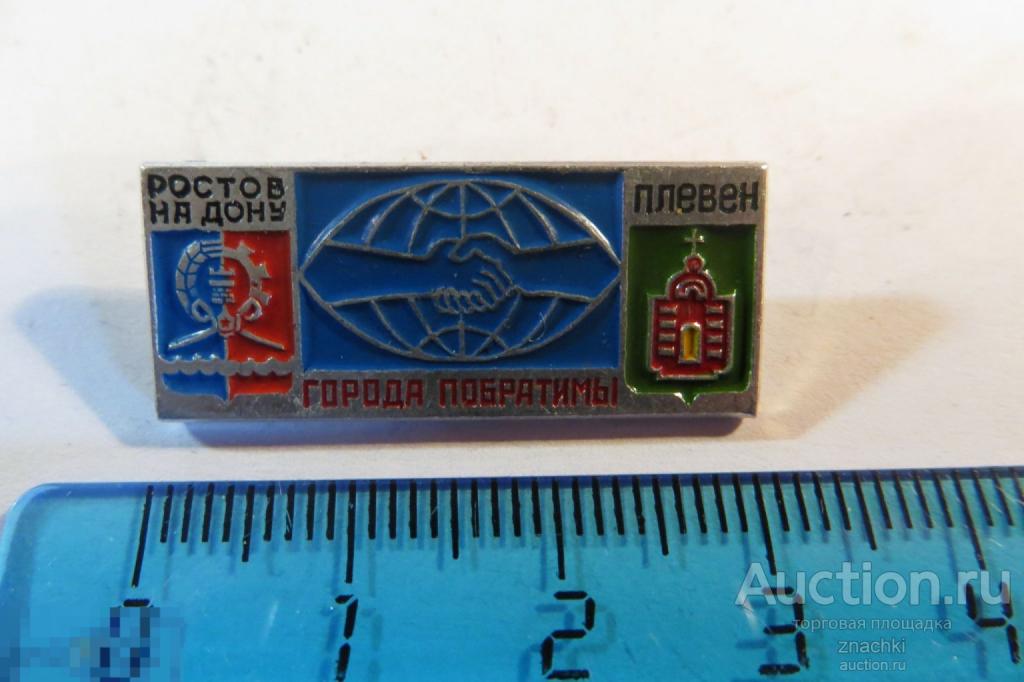 РОСТОВ
НА ДОНУ
ПЛЕВЕН
ГОРОДА ПОБРАТИМЫ
1 2 3 4
Auction.ru
торговая площадка
znachki
auction.ru